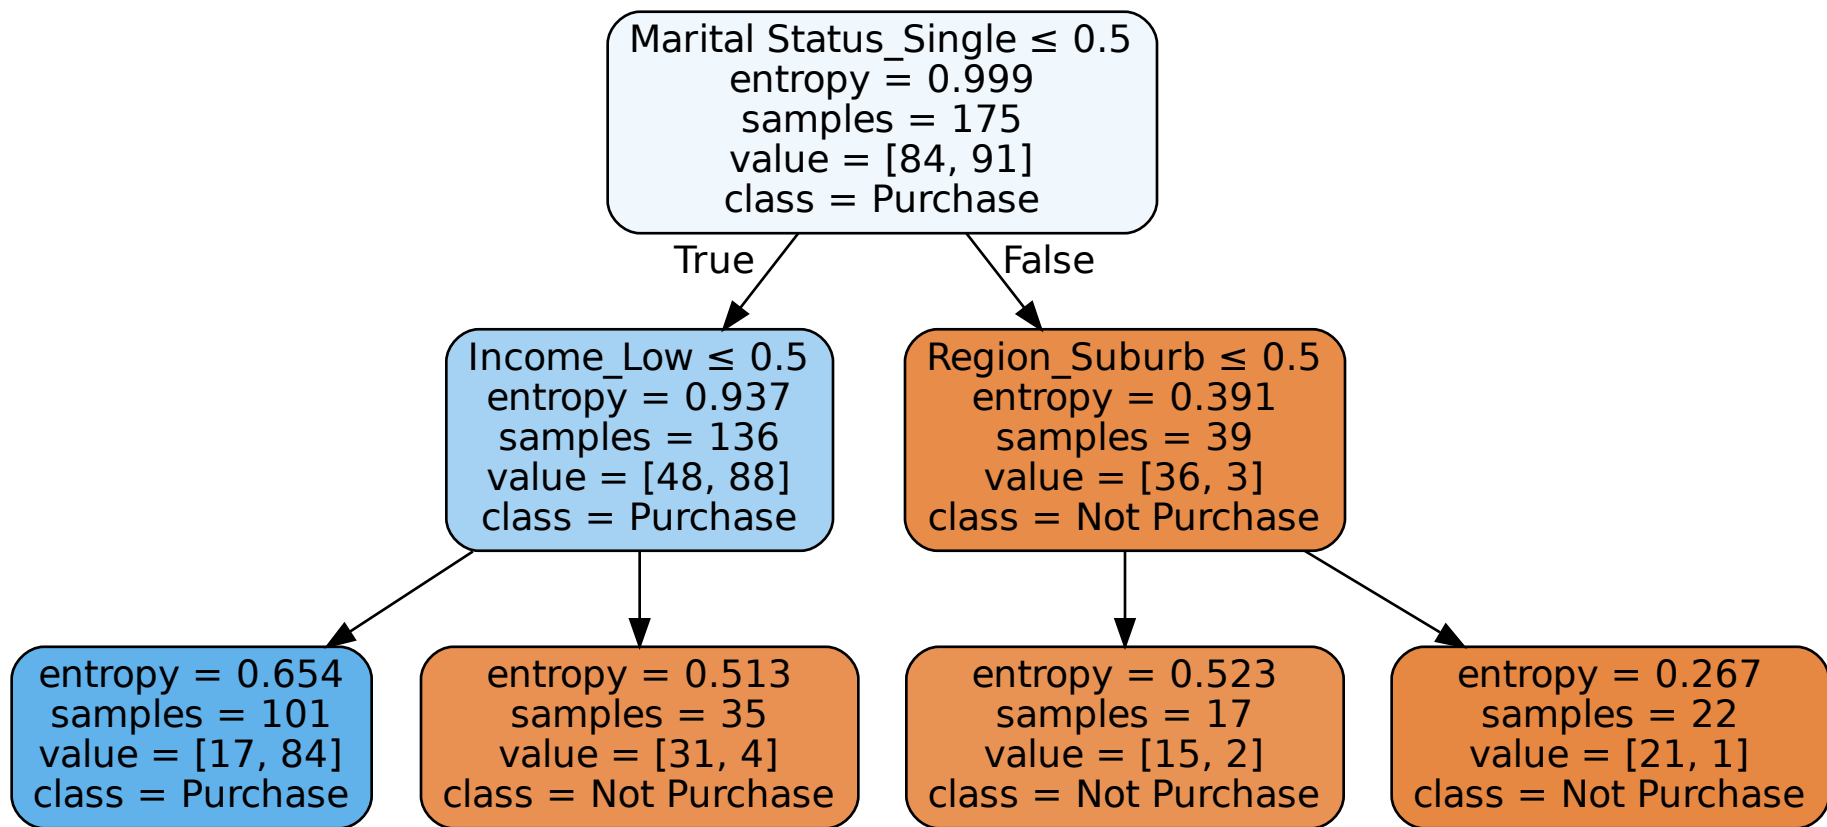 Marital Status_Single ≤ 0.5
entropy = 0.999
samples = 175
value = [84, 91]
class = Purchase
True
False
Income_Low ≤ 0.5
entropy = 0.937
samples = 136
value = [48, 88]
class = Purchase
Region_Suburb ≤ 0.5
entropy = 0.391
samples = 39
value = [36, 3]
class = Not Purchase
entropy = 0.654
samples = 101
value = [17, 84]
class = Purchase
entropy = 0.513
samples = 35
value = [31, 4]
class = Not Purchase
entropy = 0.523
samples = 17
value = [15, 2]
class = Not Purchase
entropy = 0.267
samples = 22
value = [21, 1]
class = Not Purchase